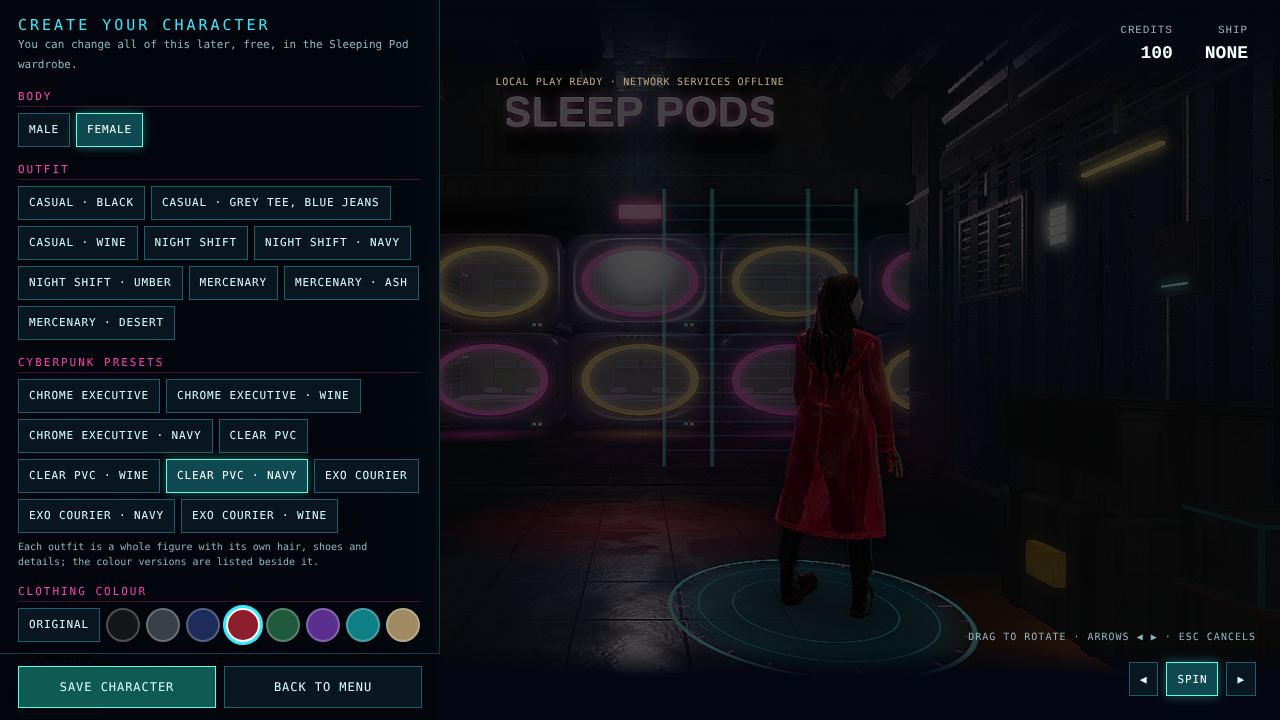 CREATE YOUR CHARACTER
You can change all of this later, free, in the Sleeping Pod
wardrobe.
BODY
MALE
FEMALE
OUTFIT
CASUAL · BLACK
CASUAL · GREY TEE, BLUE JEANS
CASUAL · WINE
NIGHT SHIFT
NIGHT SHIFT · NAVY
NIGHT SHIFT · UMBER
MERCENARY
MERCENARY · ASH
MERCENARY · DESERT
CYBERPUNK PRESETS
CHROME EXECUTIVE
CHROME EXECUTIVE · WINE
CHROME EXECUTIVE · NAVY
CLEAR PVC
CLEAR PVC · WINE
CLEAR PVC · NAVY
EXO COURIER
EXO COURIER · NAVY
EXO COURIER · WINE
Each outfit is a whole figure with its own hair, shoes and
details; the colour versions are listed beside it.
CLOTHING COLOUR
ORIGINAL
SAVE CHARACTER
BACK TO MENU
LOCAL PLAY READY · NETWORK SERVICES OFFLINE
SLEEP PODS
CREDITS
100
SHIP
NONE
DRAG TO ROTATE · ARROWS ◀ ▶ · ESC CANCELS
◀
SPIN
▶